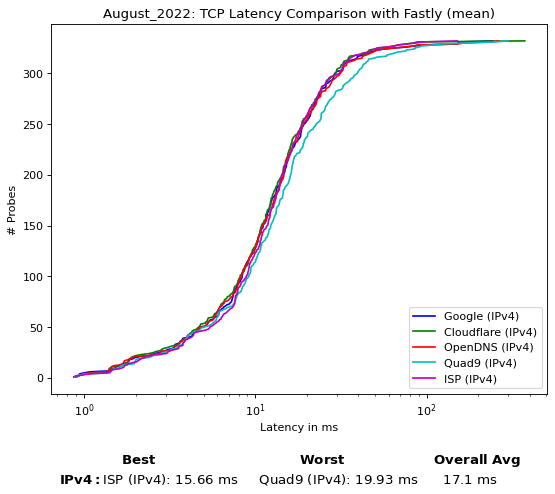 August_2022: TCP Latency Comparison with Fastly (mean)
# Probes
300
250
200
150
100
50
0
Google (IPv4)
Cloudflare (IPv4)
OpenDNS (IPv4)
Quad9 (IPv4)
ISP (IPv4)
10⁰ 10¹ 10²
Latency in ms
Best Worst Overall Avg
IPv4: ISP (IPv4): 15.66 ms Quad9 (IPv4): 19.93 ms 17.1 ms